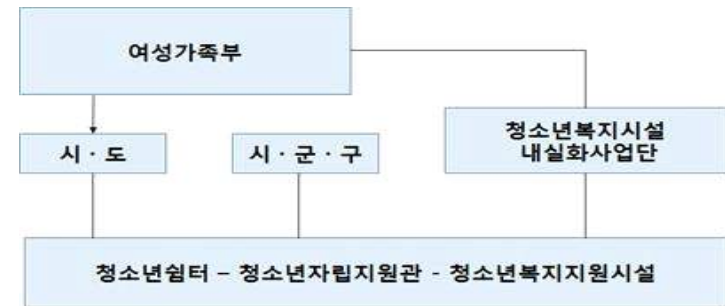 여성가족부
시 · 도
시 · 군 · 구
청소년복지시설
내실화사업단
청소년쉼터 – 청소년자립지원관 - 청소년복지지원시설